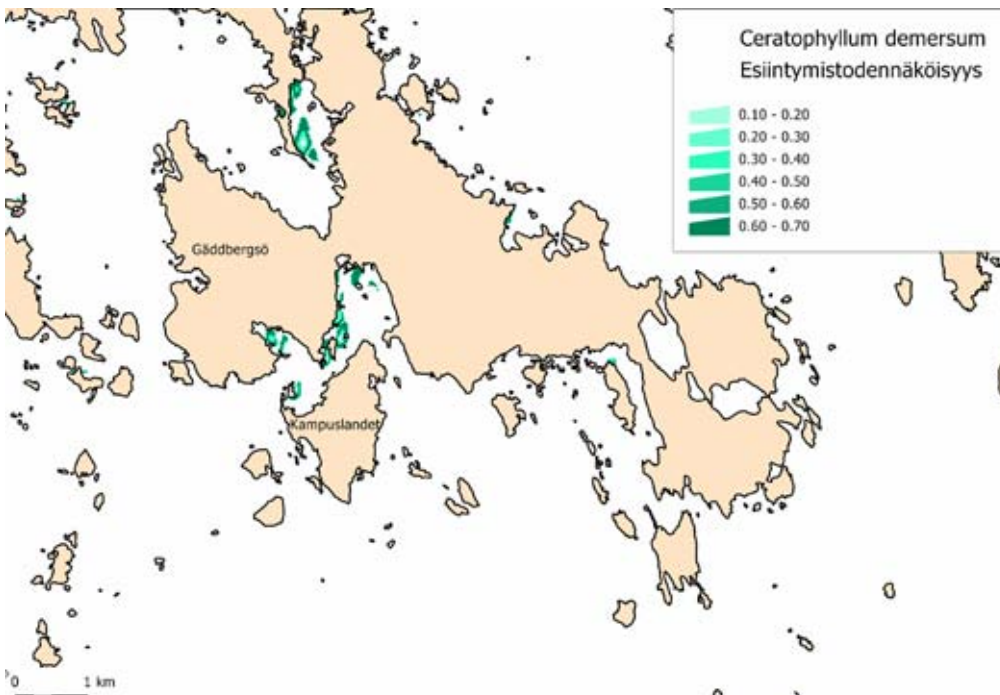 Ceratophyllum demersum
Esiintymistodennäköisyys
0.10 - 0.20
0.20 - 0.30
0.30 - 0.40
0.40 - 0.50
0.50 - 0.60
0.60 - 0.70
Gäddbergsö
Kampuslandet
0 1 km